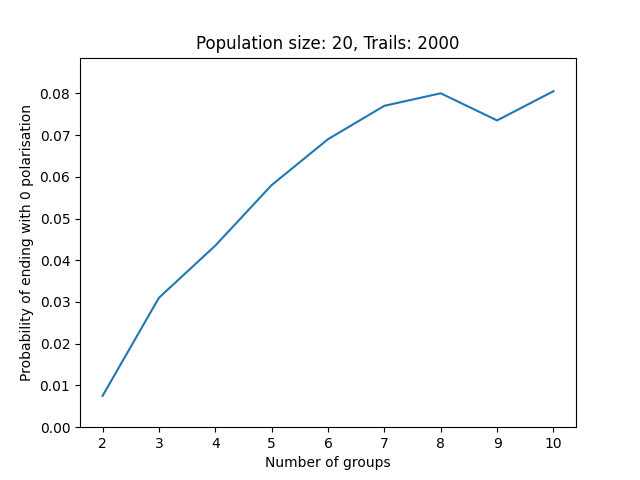 Population size: 20, Trails: 2000
Probability of ending with 0 polarisation
0.08
0.07
0.06
0.05
0.04
0.03
0.02
0.01
0.00
2 3 4 5 6 7 8 9 10
Number of groups